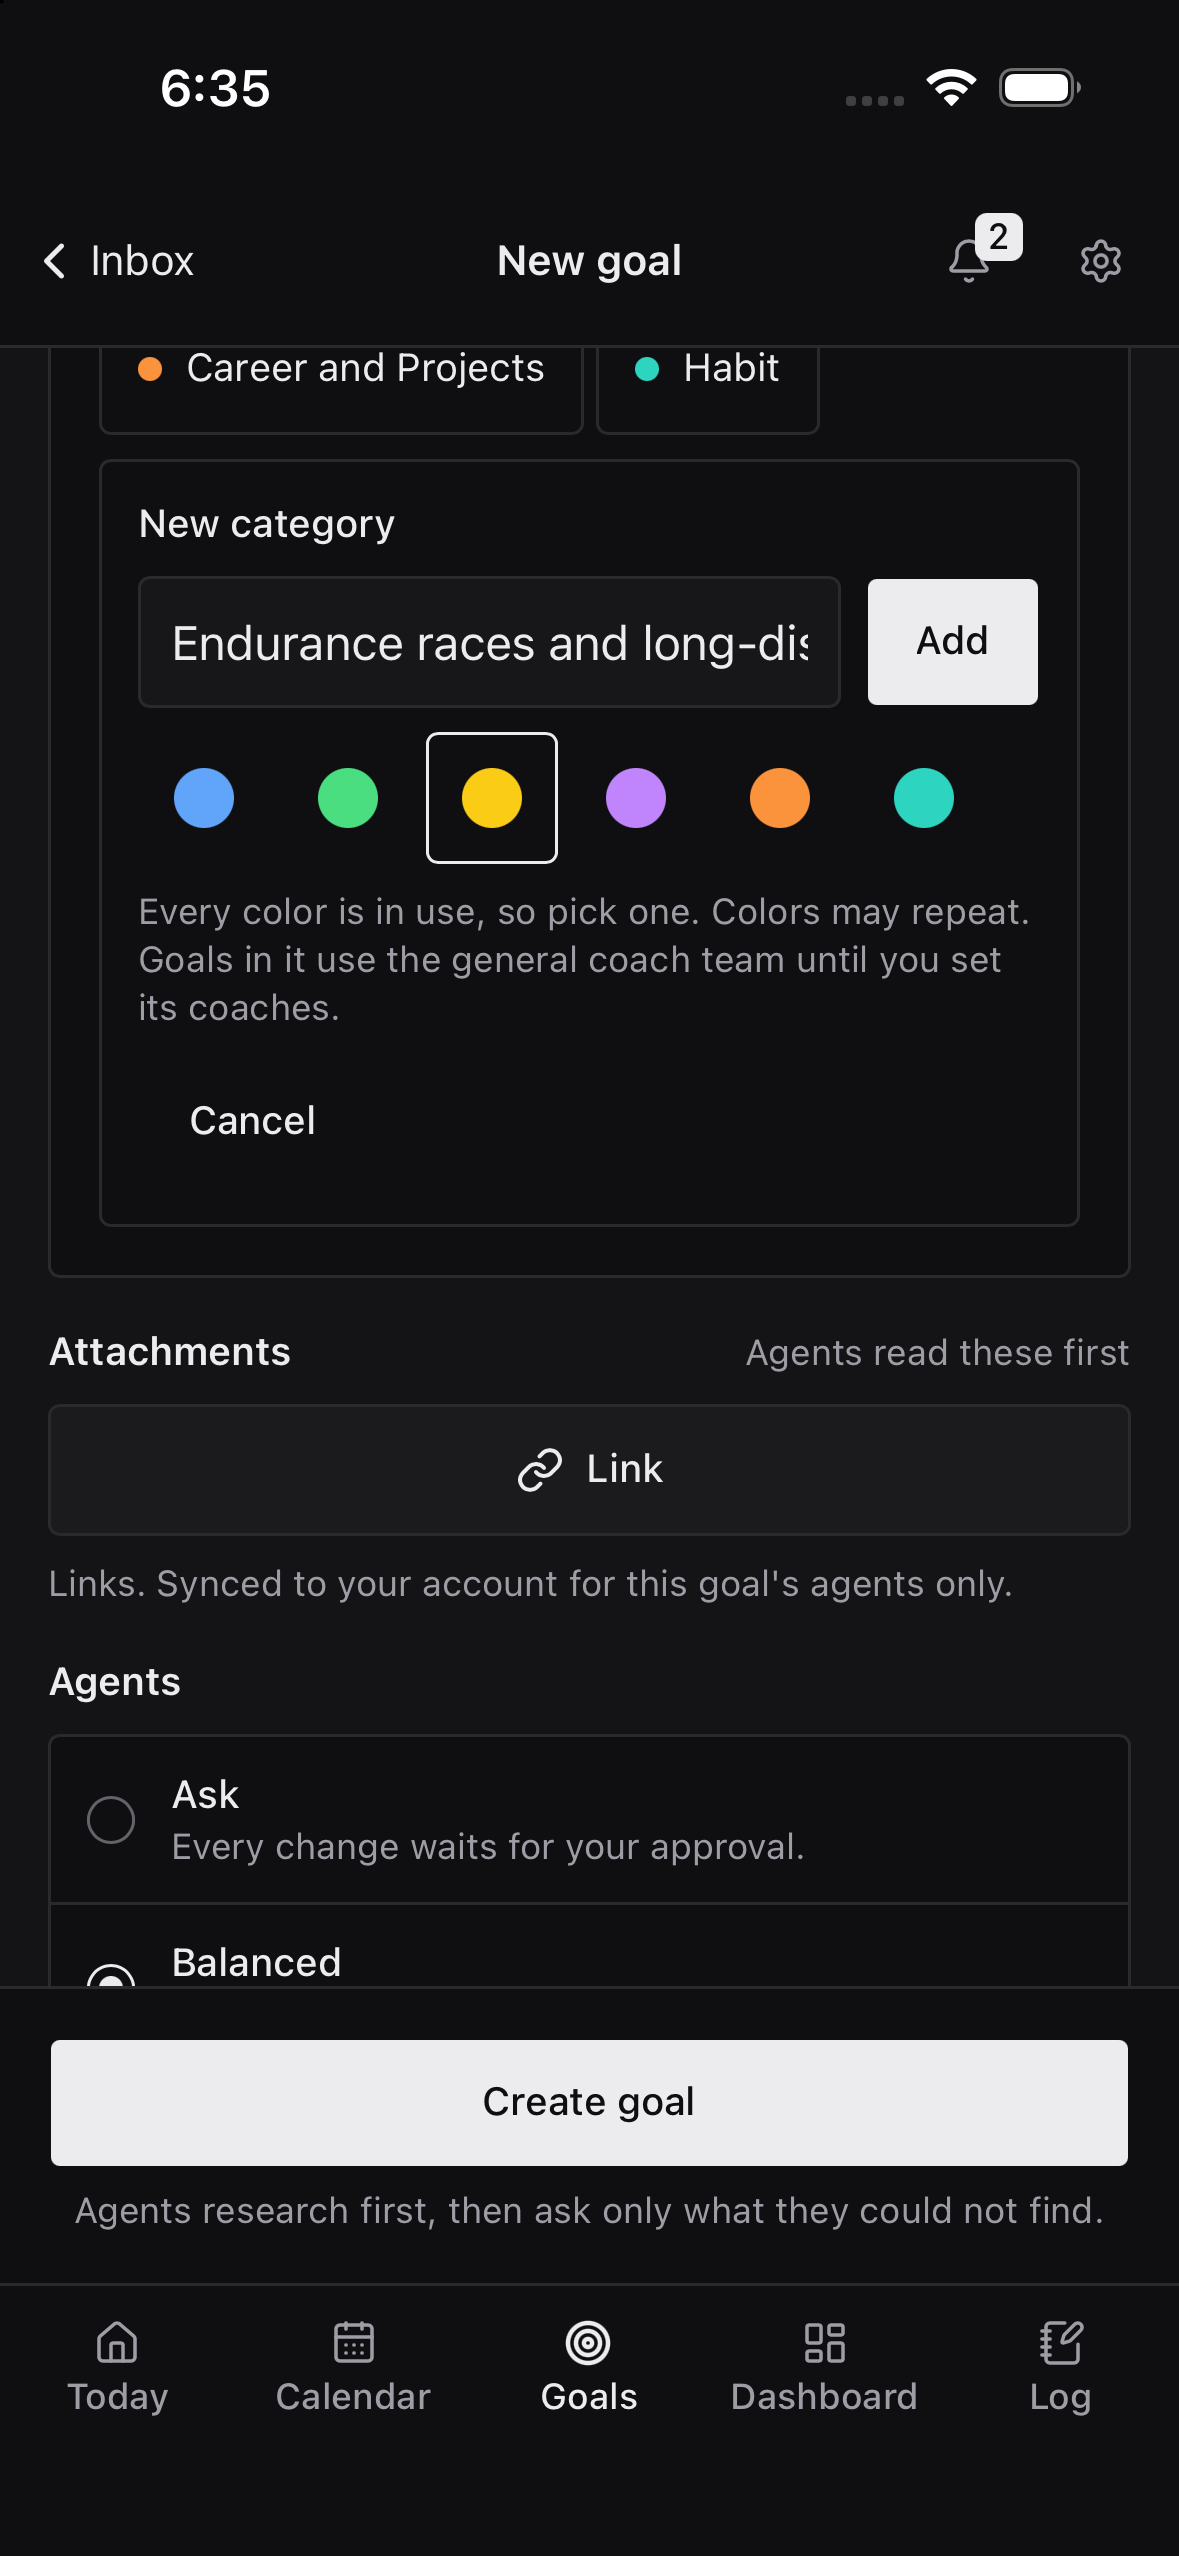 6:35
Inbox
New goal
2
Career and Projects
Habit
New category
Endurance races and long-dis
Add
Every color is in use, so pick one. Colors may repeat.
Goals in it use the general coach team until you set
its coaches.
Cancel
Attachments
Agents read these first
Link
Links. Synced to your account for this goal's agents only.
Agents
Ask
Every change waits for your approval.
Balanced
Create goal
Agents research first, then ask only what they could not find.
Today
Calendar
Goals
Dashboard
Log